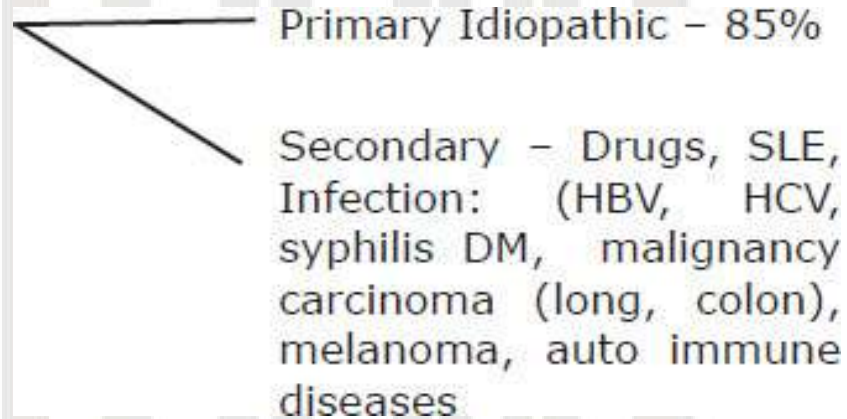 Primary Idiopathic – 85%
Secondary – Drugs, SLE,
Infection: (HBV, HCV,
syphilis DM, malignancy
carcinoma (long, colon),
melanoma, auto immune
diseases